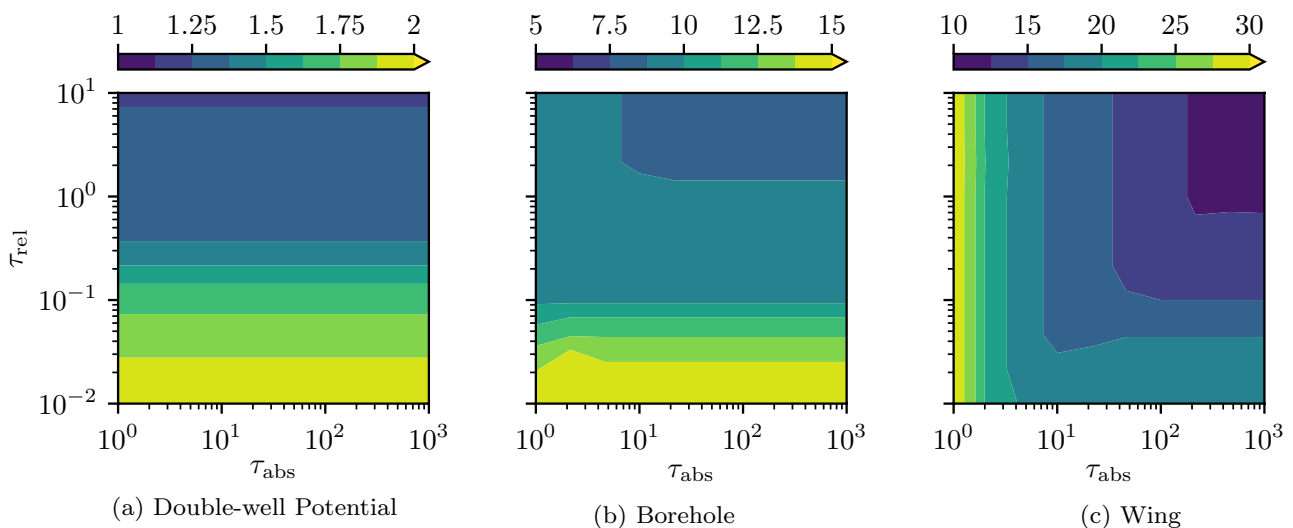 1 1.25 1.5 1.75 2
5 7.5 10 12.5 15
10 15 20 25 30
τ_rel
10^1
10^0
10^−1
10^−2
10^0 10^1 10^2 10^3
10^0 10^1 10^2 10^3
10^0 10^1 10^2 10^3
τ_abs
τ_abs
τ_abs
(a) Double-well Potential
(b) Borehole
(c) Wing